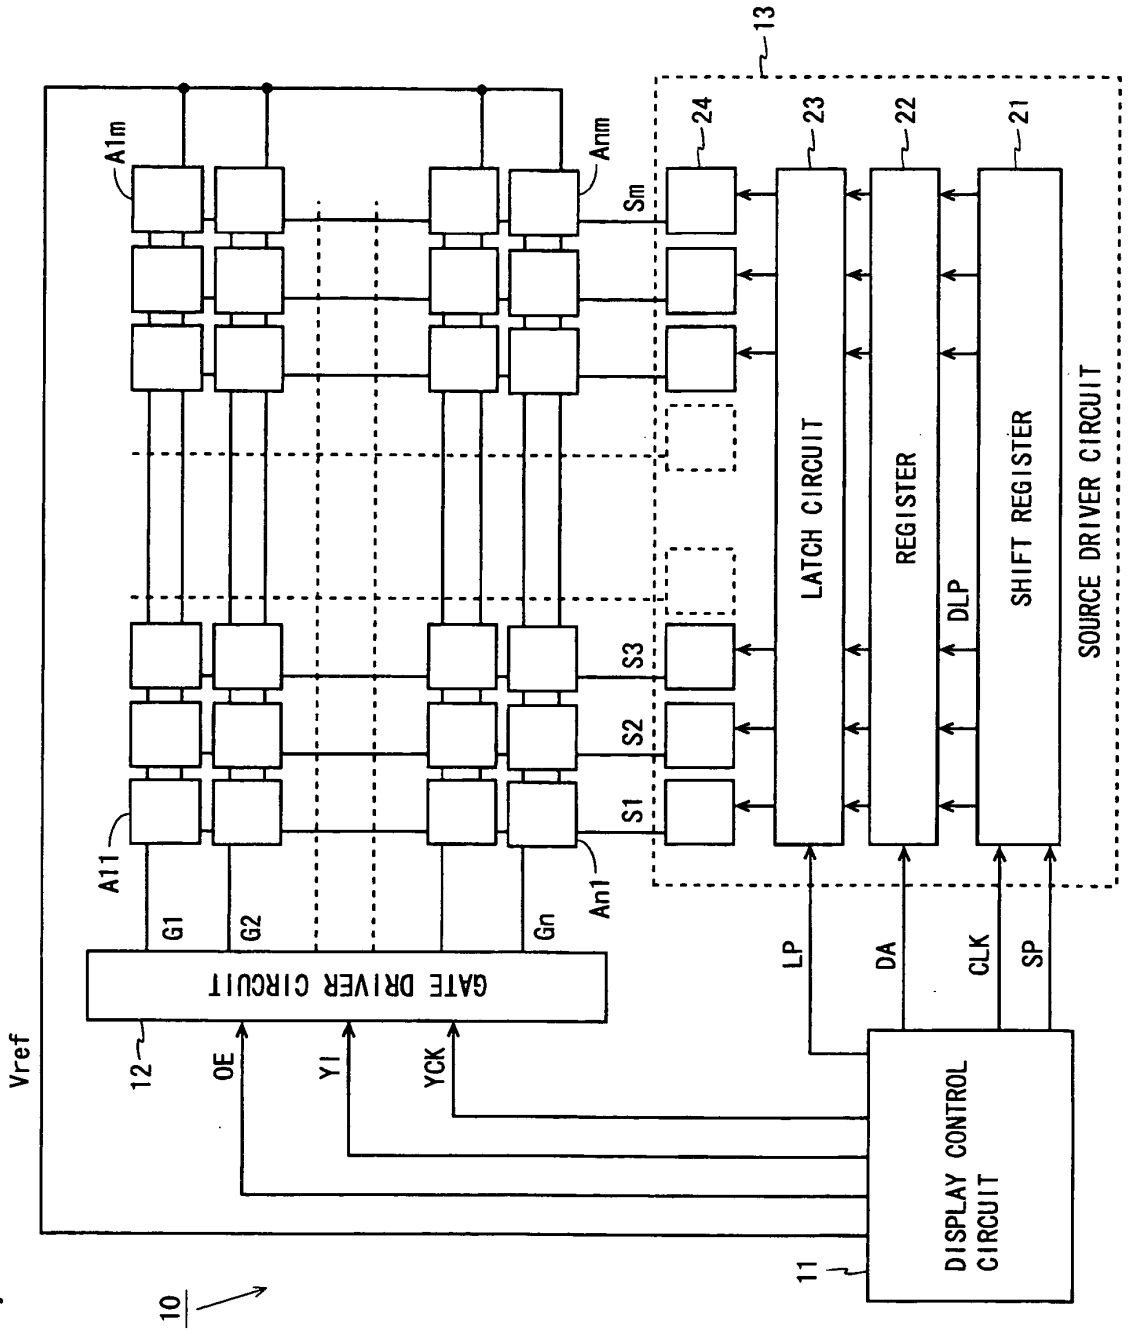 10
Vref
11
DISPLAY CONTROL
CIRCUIT
12
OE
YI
YCK
GATE DRIVER CIRCUIT
G1
G2
Gn
A11
A1m
An1
Anm
S1
S2
S3
Sm
LP
DA
CLK
SP
13
24
LATCH CIRCUIT
23
REGISTER
22
DLP
SHIFT REGISTER
21
SOURCE DRIVER CIRCUIT